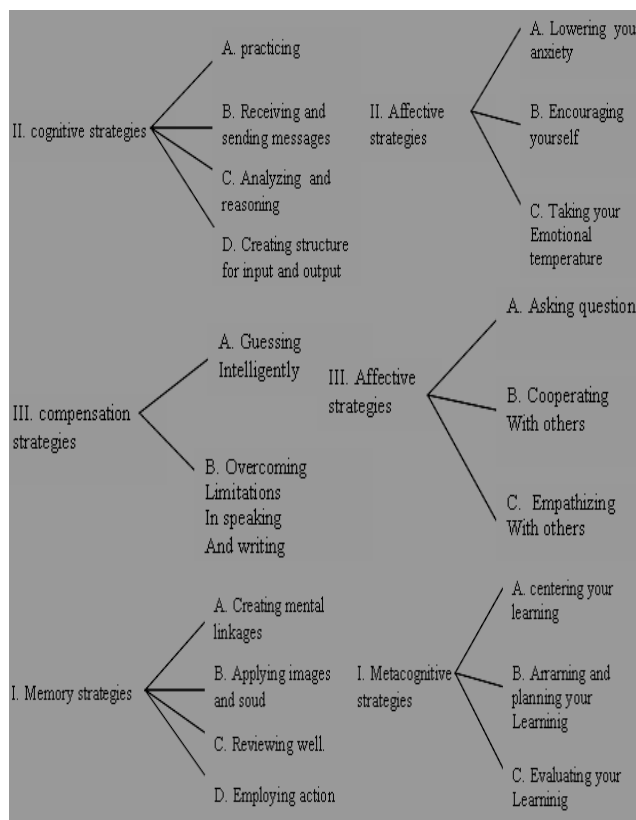 II. cognitive strategies
A. practicing
B. Receiving and
sending messages
C. Analyzing and
reasoning
D. Creating structure
for input and output
II. Affective
strategies
A. Lowering you
anxiety
B. Encouraging
yourself
C. Taking your
Emotional
temperature
III. compensation
strategies
A. Guessing
Intelligently
B. Overcoming
Limitations
In speaking
And writing
III. Affective
strategies
A. Asking question
B. Cooperating
With others
C. Empathizing
With others
I. Memory strategies
A. Creating mental
linkages
B. Applying images
and soud
C. Reviewing well.
D. Employing action
I. Metacognitive
strategies
A. centering your
learning
B. Arrarning and
planning your
Learninig
C. Evaluating your
Learninig